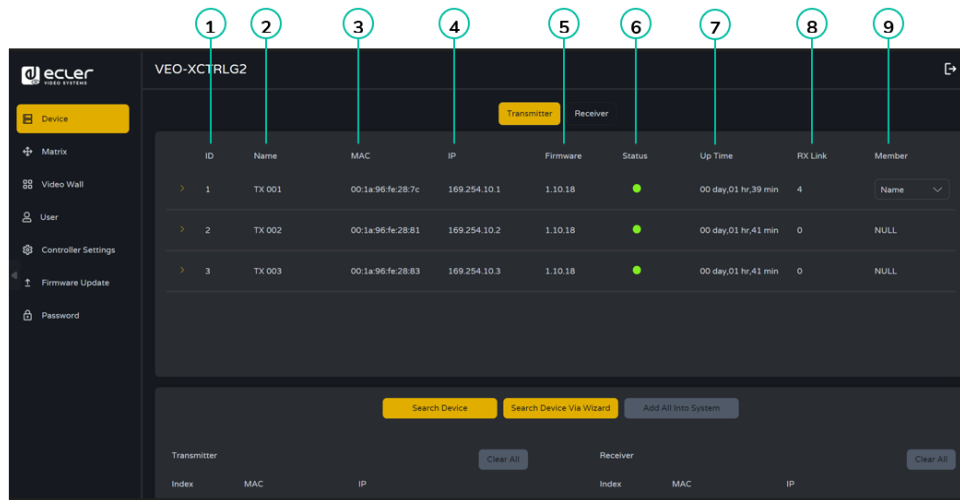 1 2 3 4 5 6 7 8 9
ecler
VIDEO SYSTEMS
VEO-XCTRLG2
Device
Matrix
Video Wall
User
Controller Settings
Firmware Update
Password
Transmitter Receiver
ID Name MAC IP Firmware Status Up Time RX Link Member
1 TX 001 00:1a:96:fe:28:7c 169.254.10.1 1.10.18 00 day,01 hr,39 min 4 Name
2 TX 002 00:1a:96:fe:28:81 169.254.10.2 1.10.18 00 day,01 hr,41 min 0 NULL
3 TX 003 00:1a:96:fe:28:83 169.254.10.3 1.10.18 00 day,01 hr,41 min 0 NULL
Search Device Search Device Via Wizard Add All Into System
Transmitter Clear All Receiver Clear All
Index MAC IP Index MAC IP